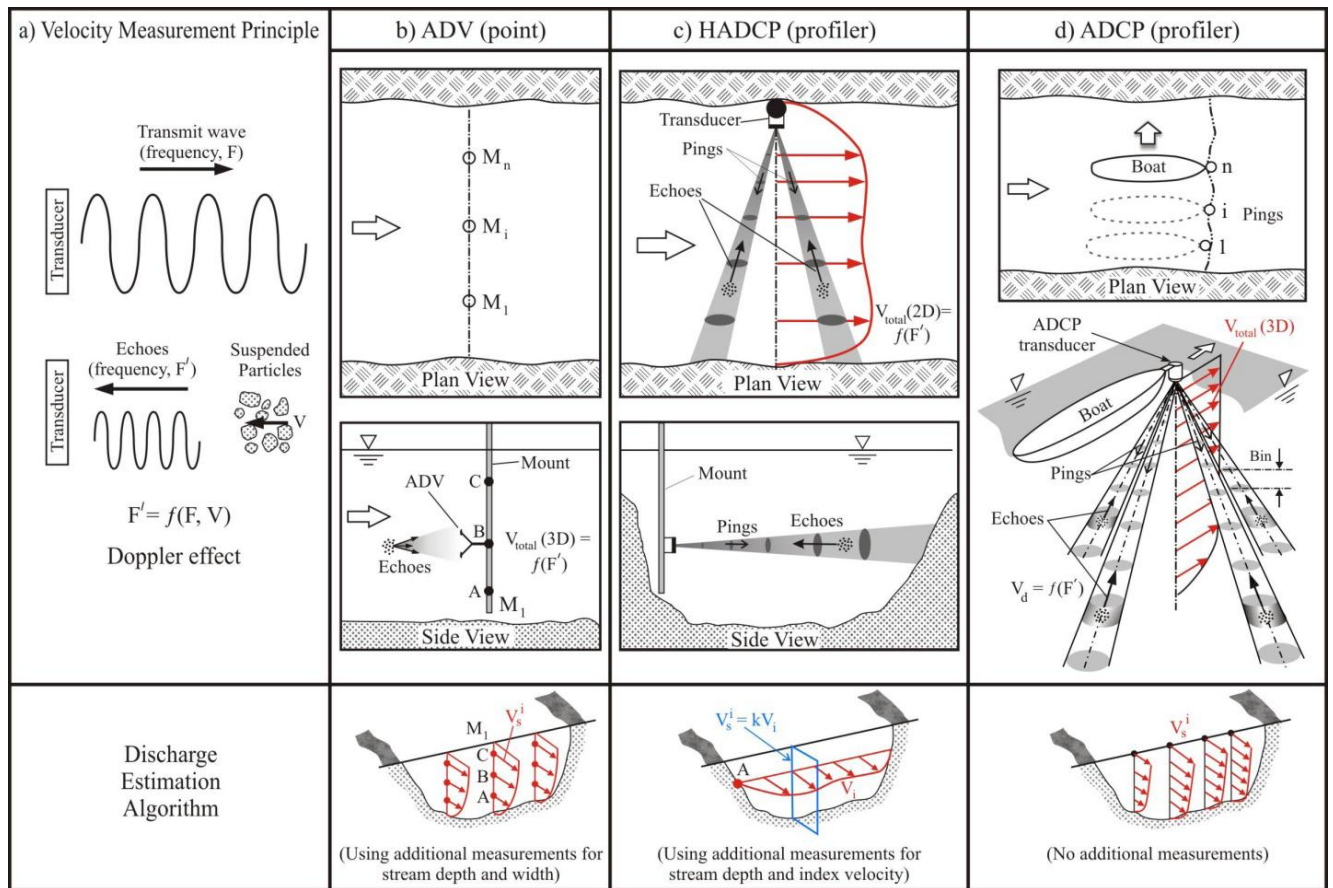 a) Velocity Measurement Principle
Transmit wave
(frequency, F)
Transducer
Echoes
(frequency, F′)
Suspended
Particles
V
Transducer
F′= f(F, V)
Doppler effect
b) ADV (point)
Mn
Mi
M1
Plan View
Mount
C
ADV
B
Vtotal (3D) =
f(F′)
Echoes
A
M1
Side View
c) HADCP (profiler)
Transducer
Pings
Echoes
Vtotal(2D)=
f(F′)
Plan View
Mount
Pings
Echoes
Side View
d) ADCP (profiler)
Boat
n
i
Pings
1
Plan View
ADCP
transducer
Vtotal(3D)
Boat
Bin
Pings
Echoes
Vd = f(F′)
Discharge
Estimation
Algorithm
M1
Vsi
C
B
A
(Using additional measurements for
stream depth and width)
Vsi = kVi
A
Vi
(Using additional measurements for
stream depth and index velocity)
Vsi
(No additional measurements)